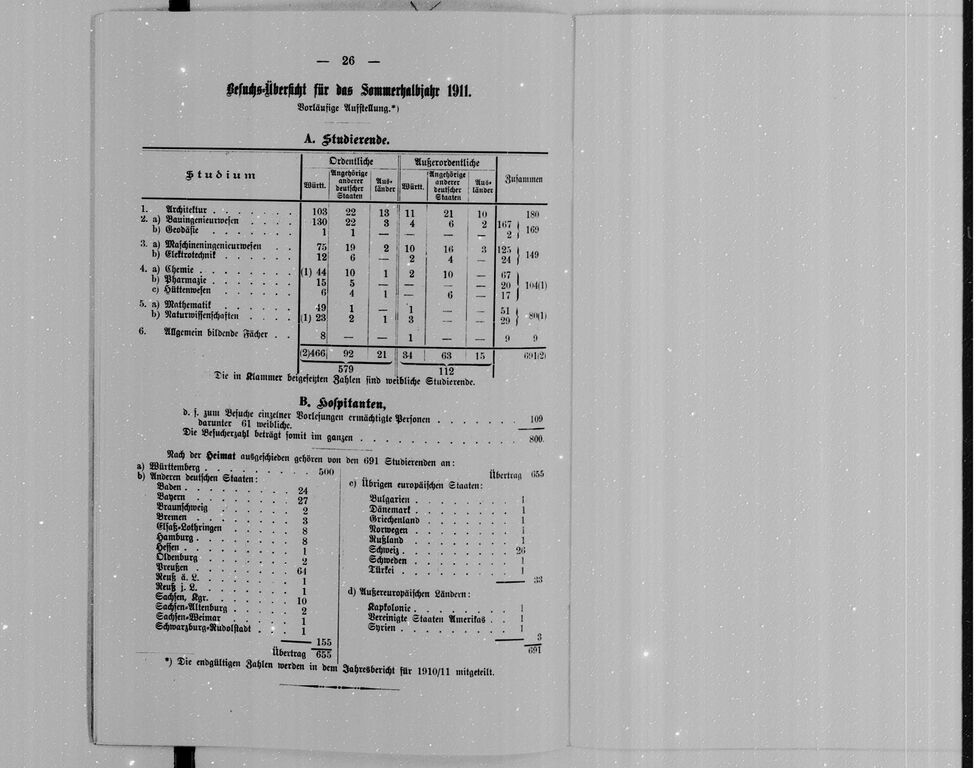 — 26 —
Besuchs-Übersicht für das Sommerhalbjahr 1911.
Vorläufige Aufstellung.*)
A. Studierende.
Studium Ordentliche Außerordentliche Zusammen
Württ. Angehörige anderer deutscher Staaten Aus- länder Württ. Angehörige anderer deutscher Staaten Aus- länder
1. Architektur . . . . . . . 103 22 13 11 21 10 180
2. a) Bauingenieurwesen . . . . 130 22 3 4 6 2 167 } 169
b) Geodäsie . . . . . . . 1 1 — — — — 2
3. a) Maschineningenieurwesen . . 75 19 2 10 16 3 125 } 149
b) Elektrotechnik . . . . . 12 6 — 2 4 — 24
4. a) Chemie . . . . . . . (1) 44 10 1 2 10 — 67 } 104(1)
b) Pharmazie . . . . . . 15 5 — — — — 20
c) Hüttenwesen . . . . . . 6 4 1 — 6 — 17
5. a) Mathematik . . . . . . 49 1 — 1 — — 51 } 80(1)
b) Naturwissenschaften . . . . (1) 23 2 1 3 — — 29
6. Allgemein bildende Fächer . . 8 — — 1 — — 9 9
(2)466 92 21 34 63 15 691(2)
579 112
Die in Klammer beigesetzten Zahlen sind weibliche Studierende.
B. Hospitanten,
d. s. zum Besuche einzelner Vorlesungen ermächtigte Personen . . . . . . . 109
darunter 61 weibliche.
Die Besucherzahl beträgt somit im ganzen . . . . . . . . . . . . 800.
Nach der Heimat ausgeschieden gehören von den 691 Studierenden an:
a) Württemberg . . . . . . . . 500
b) Anderen deutschen Staaten:
Baden . . . . . . . . 24
Bayern . . . . . . . . 27
Braunschweig . . . . . . 2
Bremen . . . . . . . . 3
Elsaß-Lothringen . . . . . 8
Hamburg . . . . . . . 8
Hessen . . . . . . . . 1
Oldenburg . . . . . . . 2
Preußen . . . . . . . . 64
Reuß ä. L. . . . . . . . 1
Reuß j. L. . . . . . . . 1
Sachsen, Kgr. . . . . . . 10
Sachsen-Altenburg . . . . . 2
Sachsen-Weimar . . . . . 1
Schwarzburg-Rudolstadt . . . 1
155
Übertrag 655
Übertrag 655
c) Übrigen europäischen Staaten:
Bulgarien . . . . . . . 1
Dänemark . . . . . . . 1
Griechenland . . . . . . 1
Norwegen . . . . . . . 1
Rußland . . . . . . . 1
Schweiz . . . . . . . . 26
Schweden . . . . . . . 1
Türkei . . . . . . . . 1
33
d) Außereuropäischen Ländern:
Kapkolonie . . . . . . . 1
Vereinigte Staaten Amerikas . . 1
Syrien . . . . . . . . 1
3
691
*) Die endgültigen Zahlen werden in dem Jahresbericht für 1910/11 mitgeteilt.